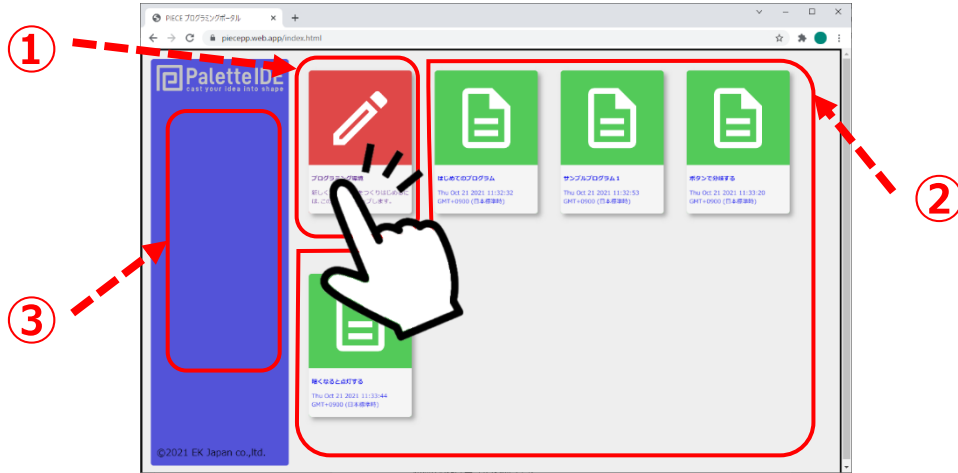 PIECE プログラミングポータル
piecepp.web.app/index.html
①
PaletteIDE
cast your idea into shape
プログラミング環境
はじめてのプログラム
Thu Oct 21 2021 11:32:32
GMT+0900 (日本標準時)
サンプルプログラム 1
Thu Oct 21 2021 11:32:53
GMT+0900 (日本標準時)
ボタンで分岐する
Thu Oct 21 2021 11:33:20
GMT+0900 (日本標準時)
②
③
暗くなると点灯する
Thu Oct 21 2021 11:33:44
GMT+0900 (日本標準時)
©2021 EK Japan co.,ltd.